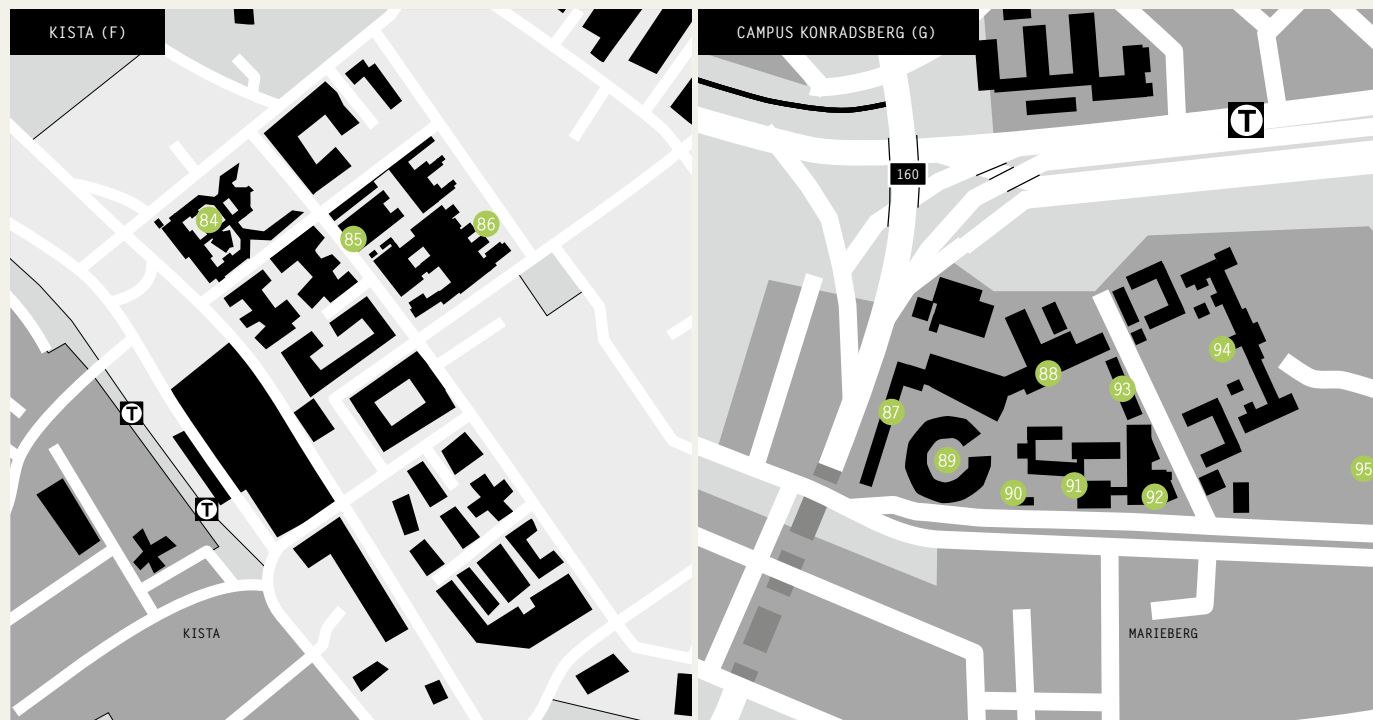 KISTA (F)
84
85
86
T
T
KISTA
CAMPUS KONRADSBERG (G)
T
160
94
88
93
87
89
95
91
90
92
MARIEBERG